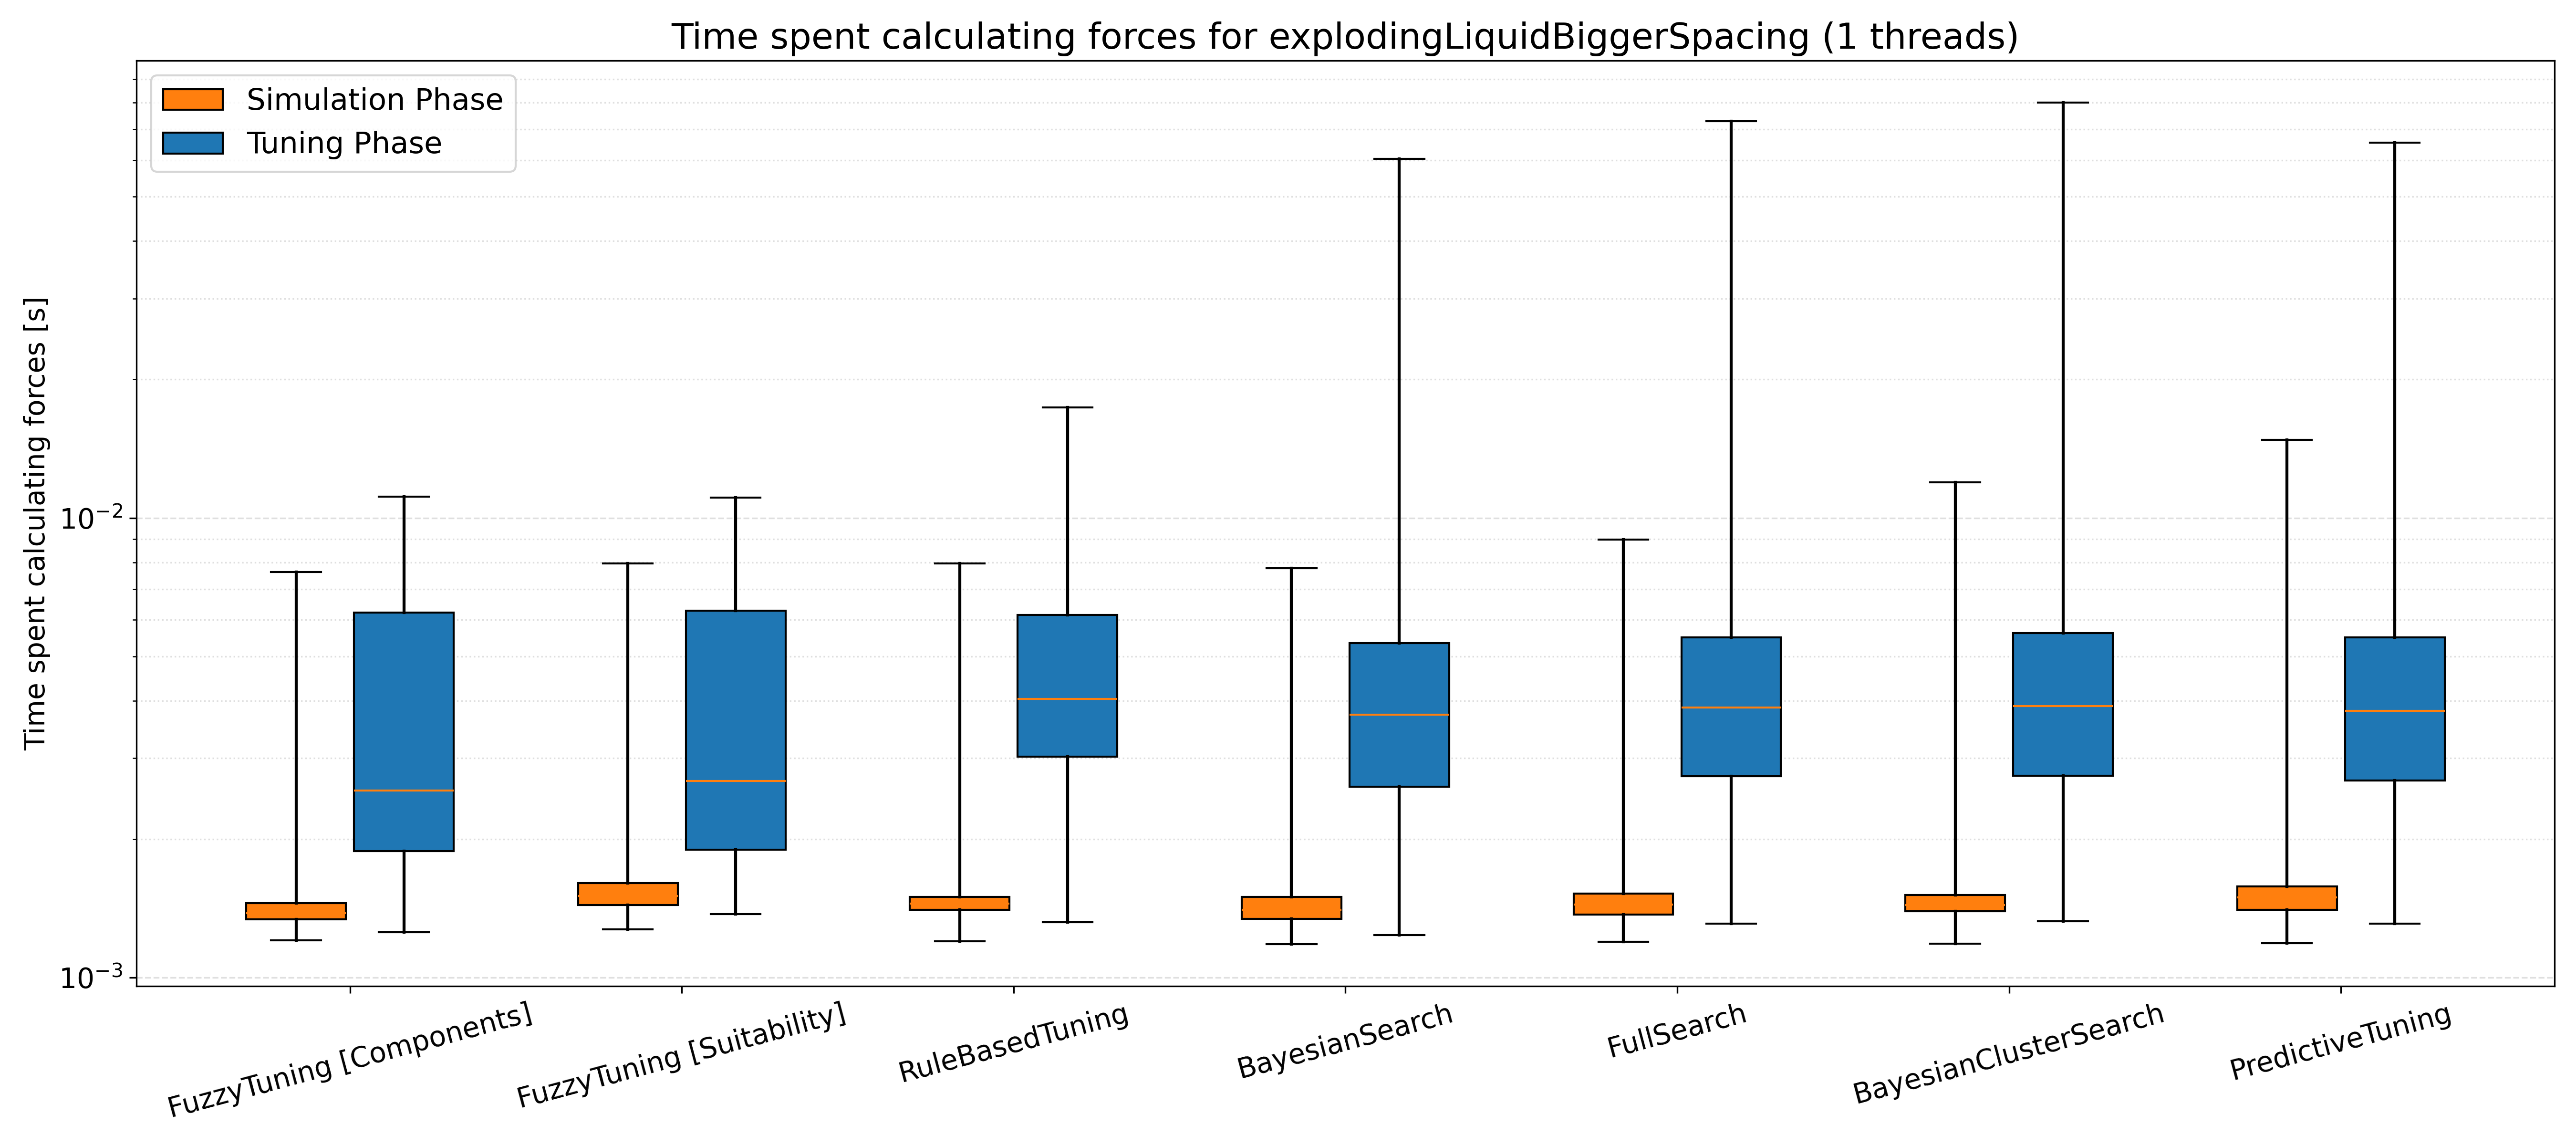 Time spent calculating forces for explodingLiquidBiggerSpacing (1 threads)
Simulation Phase
Tuning Phase
Time spent calculating forces [s]
10⁻²
10⁻³
FuzzyTuning [Components]
FuzzyTuning [Suitability]
RuleBasedTuning
BayesianSearch
FullSearch
BayesianClusterSearch
PredictiveTuning